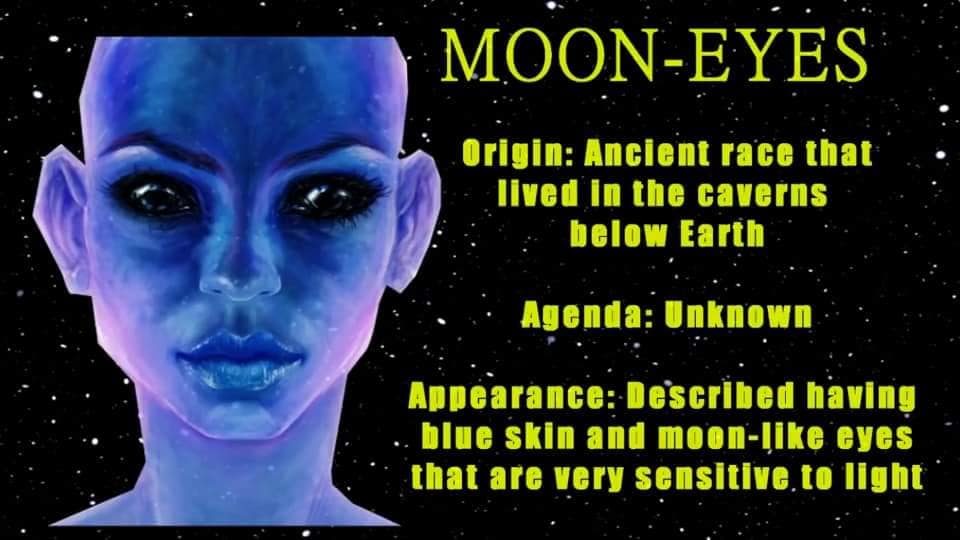 MOON-EYES
Origin: Ancient race that
lived in the caverns
below Earth
Agenda: Unknown
Appearance: Described having
blue skin and moon-like eyes
that are very sensitive to light